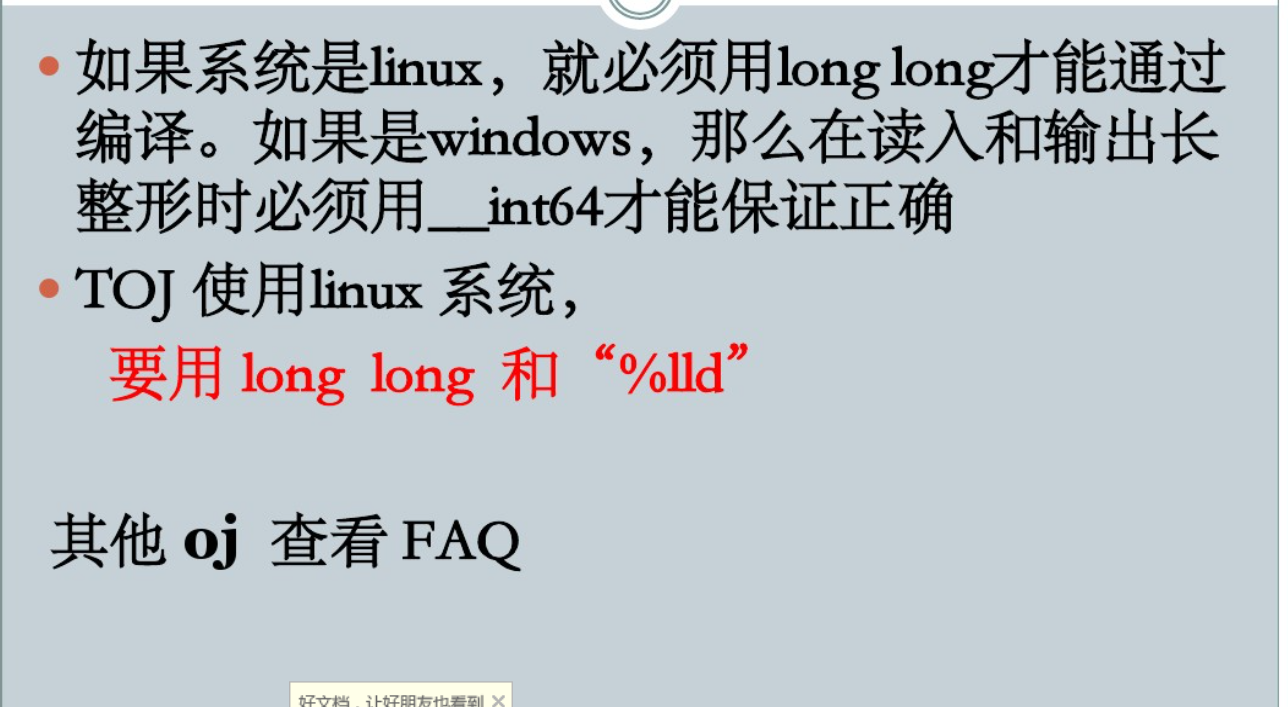 如果系统是linux，就必须用long long才能通过
编译。如果是windows，那么在读入和输出长
整形时必须用__int64才能保证正确
TOJ 使用linux 系统，
要用 long long 和“%lld”
其他 oj 查看 FAQ
好文档，让好朋友也看到